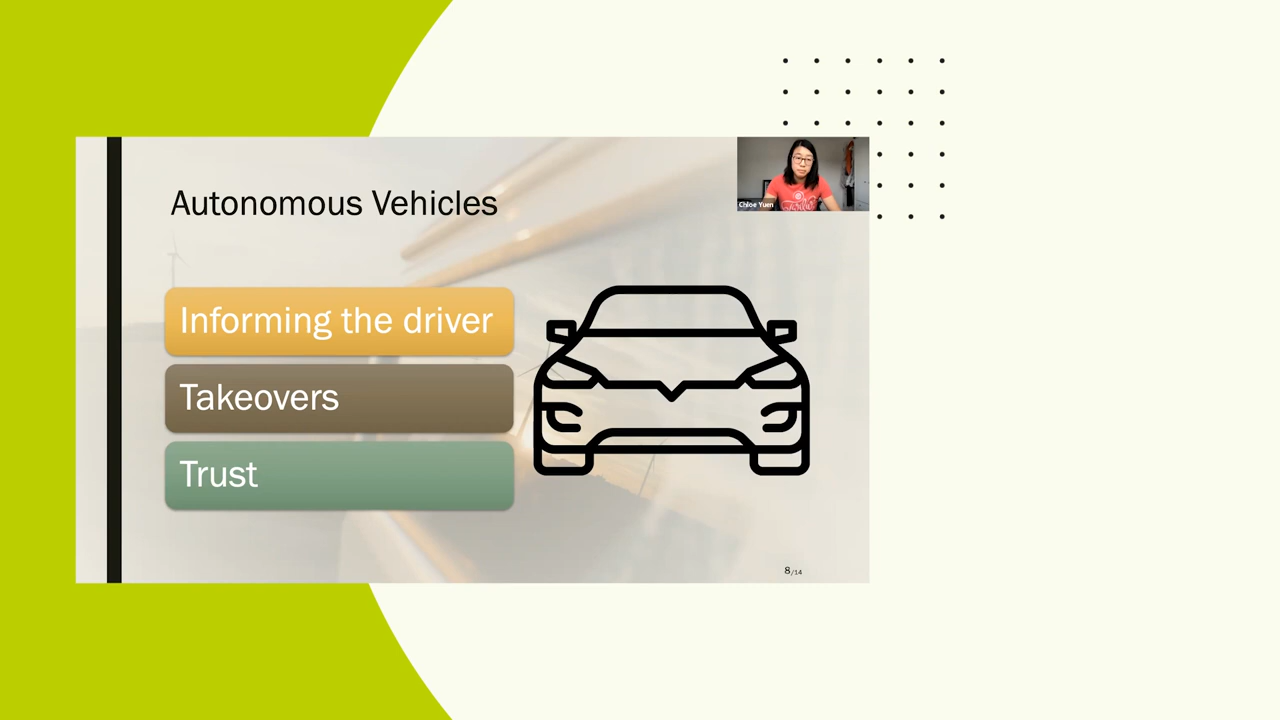 Autonomous Vehicles
Chloe Yuen
Informing the driver
Takeovers
Trust
8/14